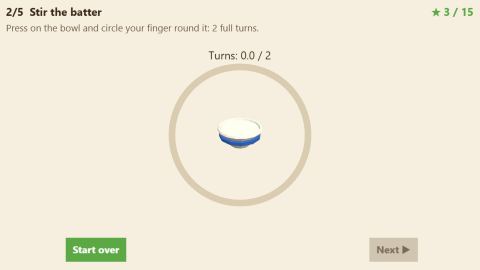 2/5 Stir the batter
★ 3 / 15
Press on the bowl and circle your finger round it: 2 full turns.
Turns: 0.0 / 2
Start over
Next ▶